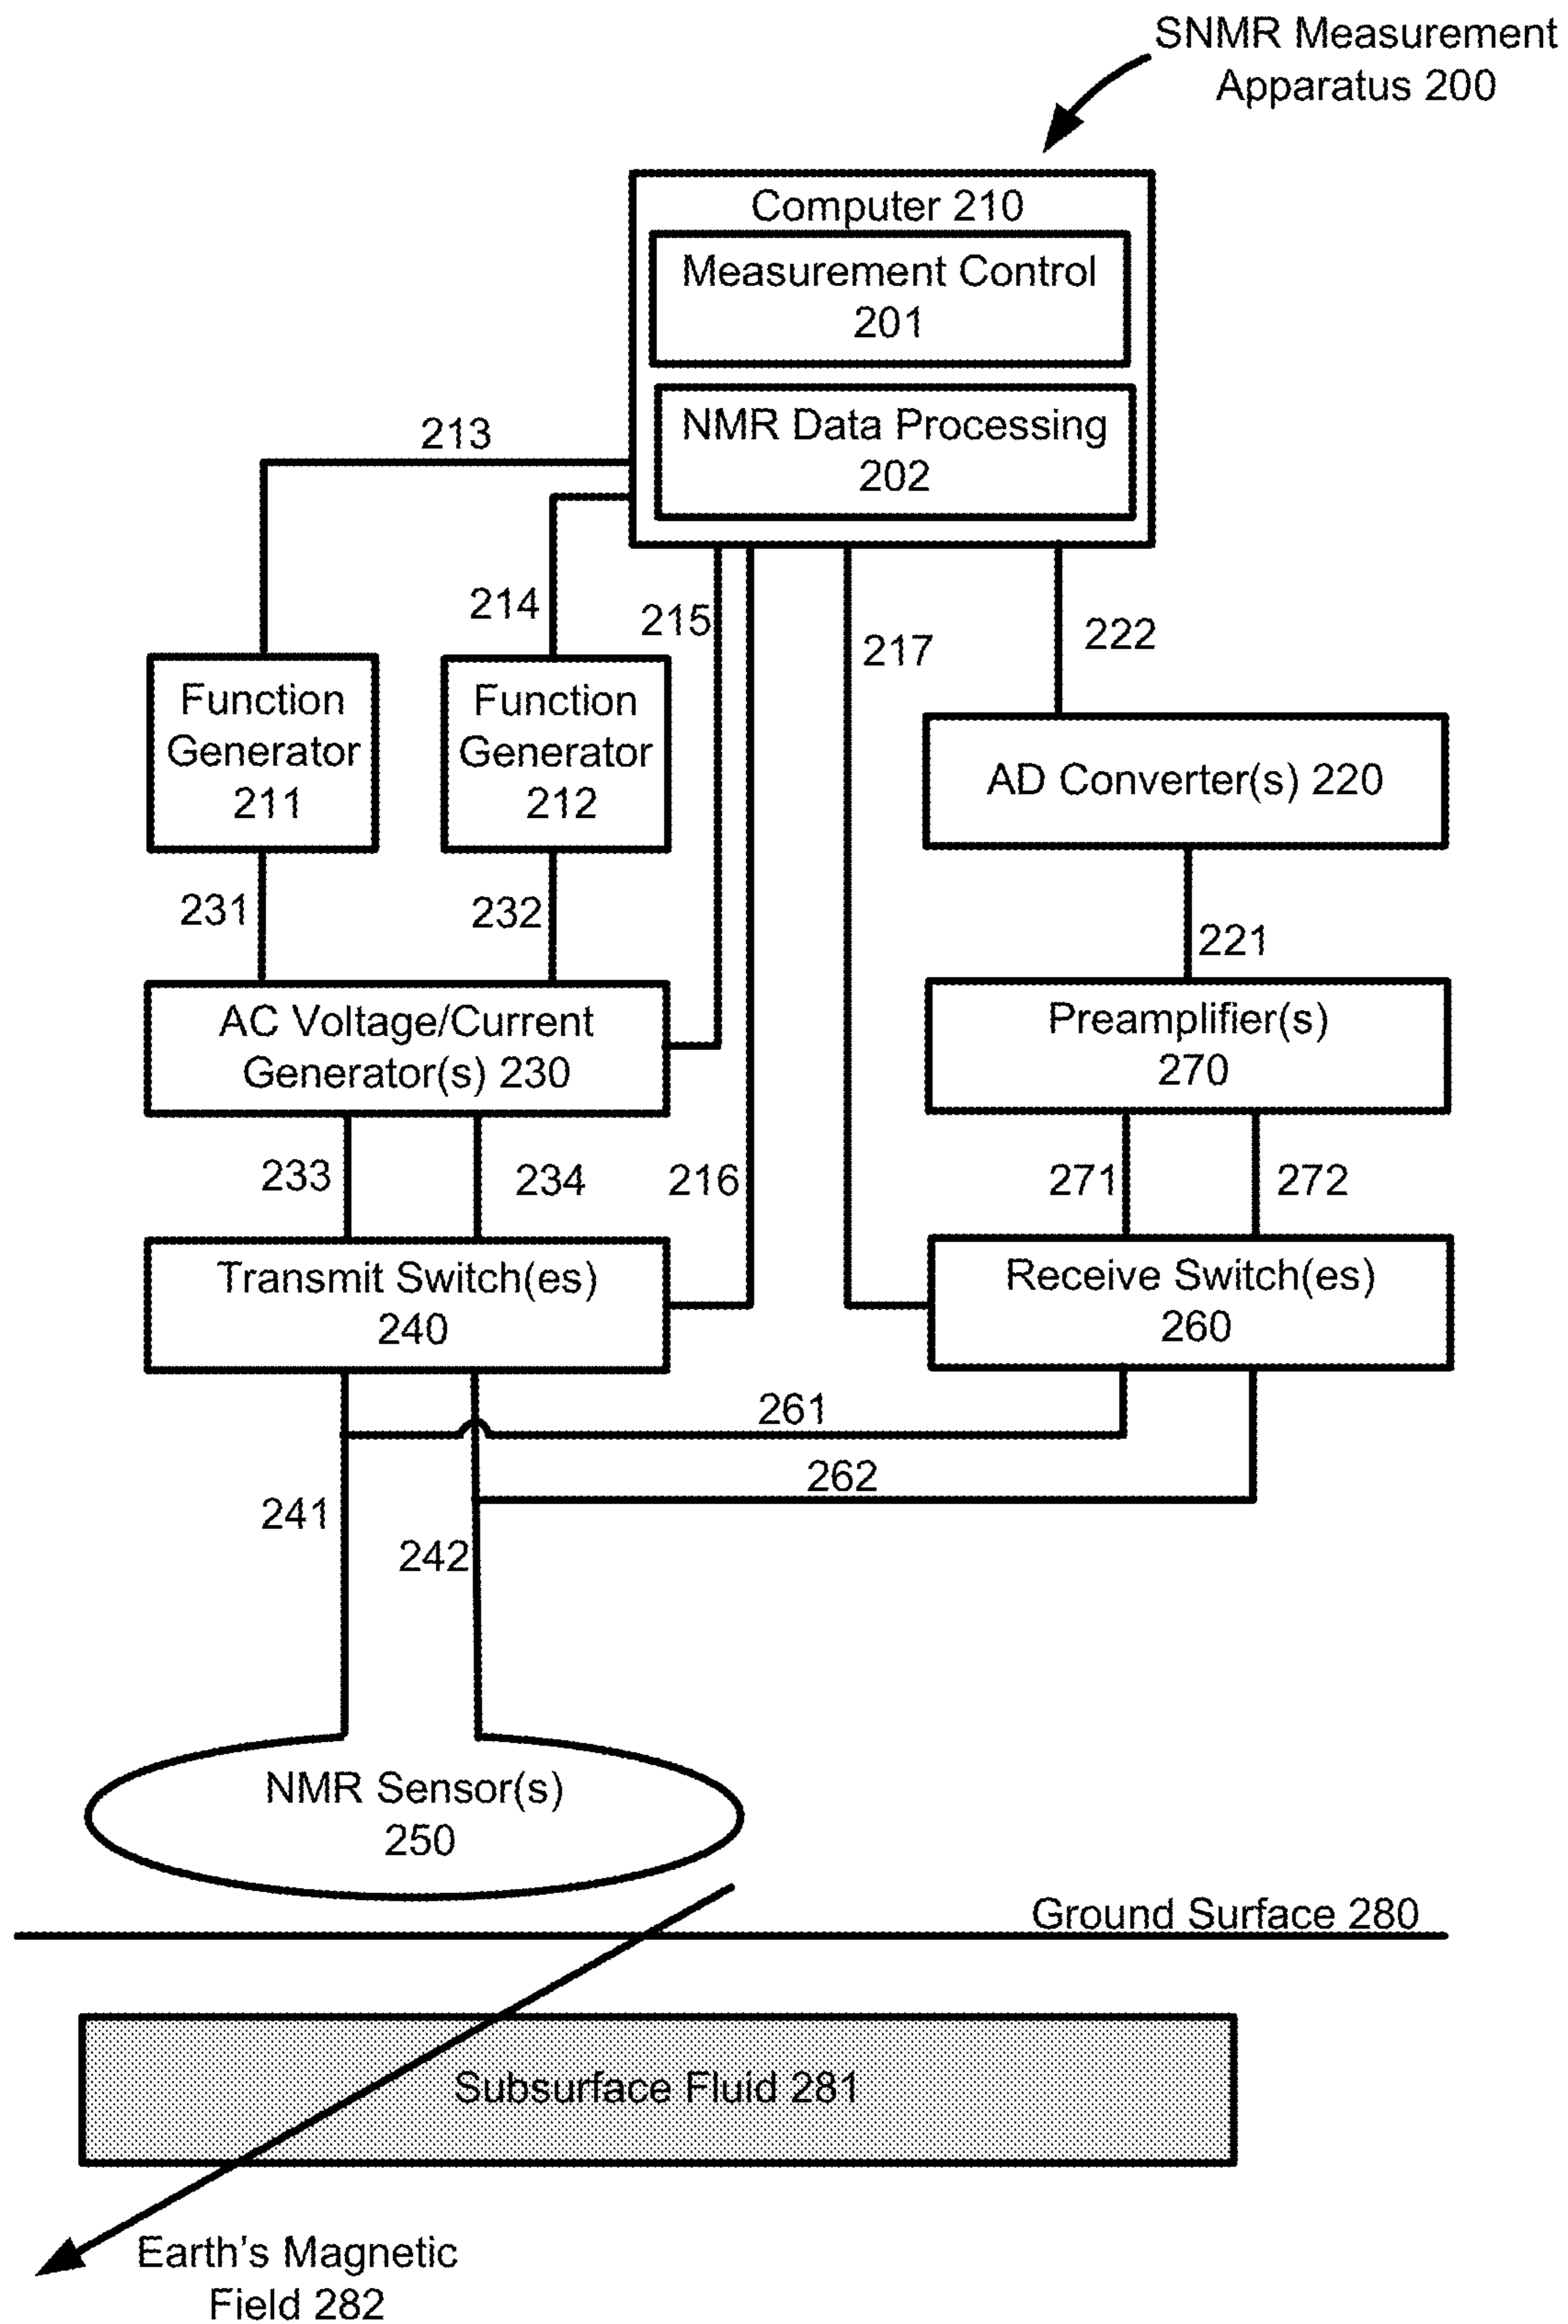 SNMR Measurement
Apparatus 200
Computer 210
Measurement Control
201
NMR Data Processing
202
213
214
215
217
222
Function
Generator
211
Function
Generator
212
AD Converter(s) 220
231
232
221
AC Voltage/Current
Generator(s) 230
Preamplifier(s)
270
233
234
216
271
272
Transmit Switch(es)
240
Receive Switch(es)
260
261
262
241
242
NMR Sensor(s)
250
Ground Surface 280
Subsurface Fluid 281
Earth's Magnetic
Field 282